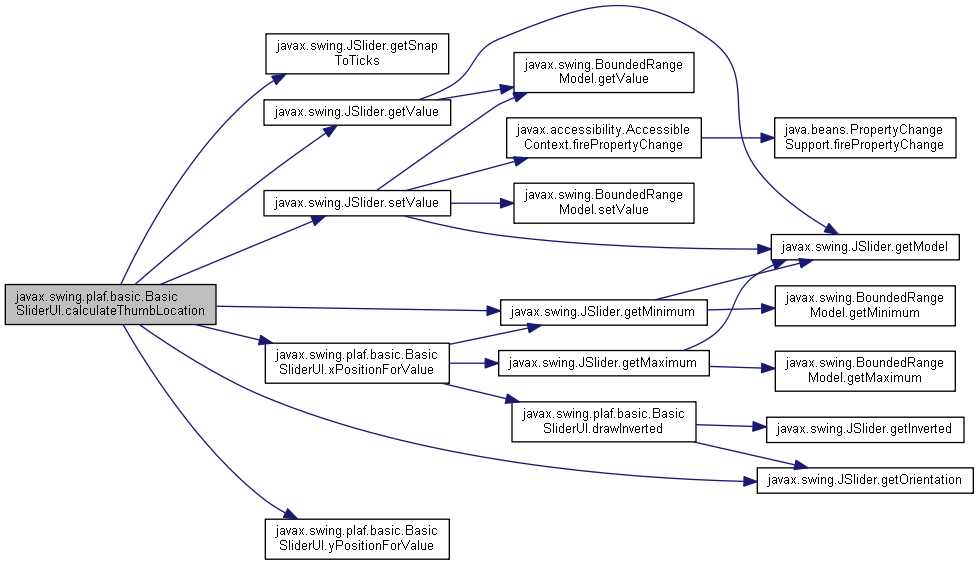 javax.swing.JSlider.getSnap
ToTicks
javax.swing.JSlider.getValue
javax.swing.BoundedRange
Model.getValue
javax.accessibility.Accessible
Context.firePropertyChange
java.beans.PropertyChange
Support.firePropertyChange
javax.swing.JSlider.setValue
javax.swing.BoundedRange
Model.setValue
javax.swing.JSlider.getModel
javax.swing.plaf.basic.Basic
SliderUI.calculateThumbLocation
javax.swing.JSlider.getMinimum
javax.swing.BoundedRange
Model.getMinimum
javax.swing.plaf.basic.Basic
SliderUI.xPositionForValue
javax.swing.JSlider.getMaximum
javax.swing.BoundedRange
Model.getMaximum
javax.swing.plaf.basic.Basic
SliderUI.drawInverted
javax.swing.JSlider.getInverted
javax.swing.JSlider.getOrientation
javax.swing.plaf.basic.Basic
SliderUI.yPositionForValue